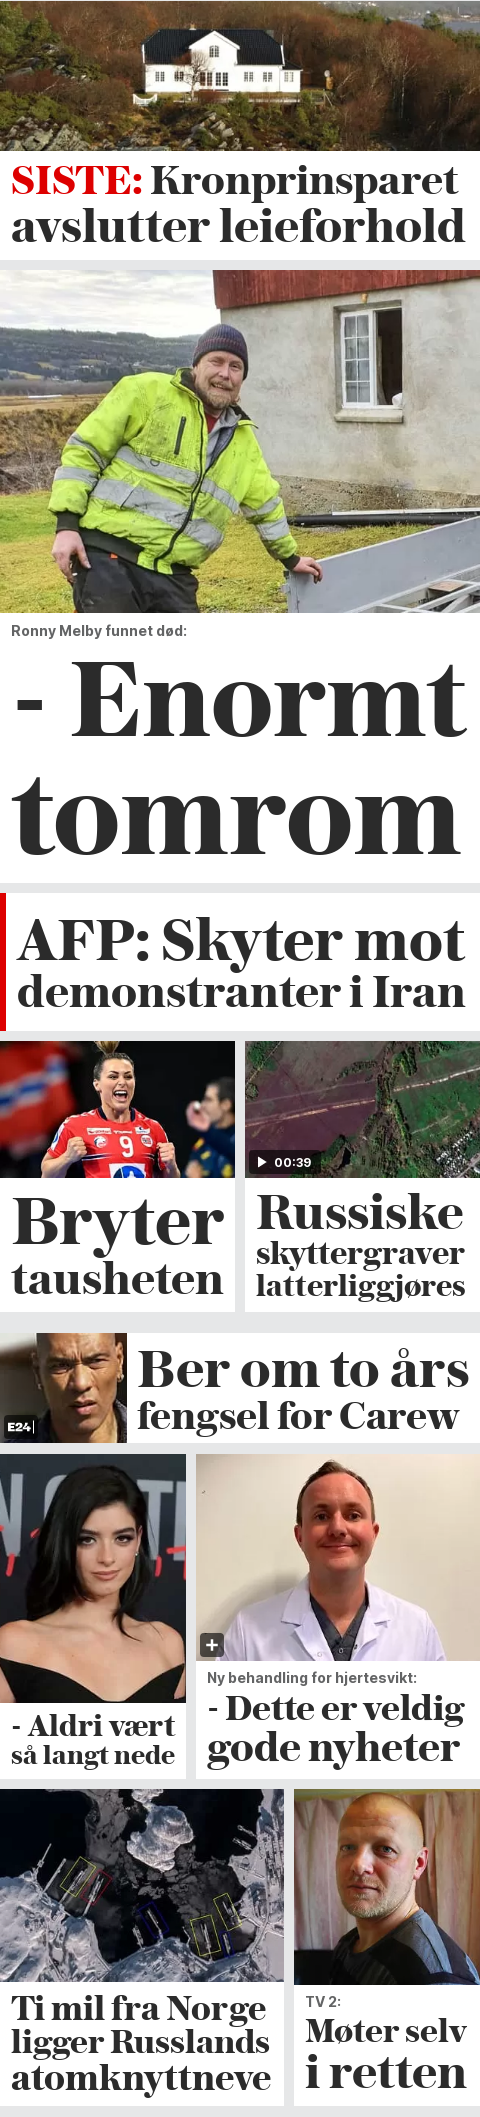 SISTE: Kronprinsparet
avslutter leieforhold
Ronny Melby funnet død:
- Enormt
tomrom
AFP: Skyter mot
demonstranter i Iran
9
Bryter
tausheten
00:39
Russiske
skyttergraver
latterliggjøres
E24
Ber om to års
fengsel for Carew
- Aldri vært
så langt nede
Ny behandling for hjertesvikt:
- Dette er veldig
gode nyheter
Ti mil fra Norge
ligger Russlands
atomknyttneve
TV 2:
Møter selv
i retten